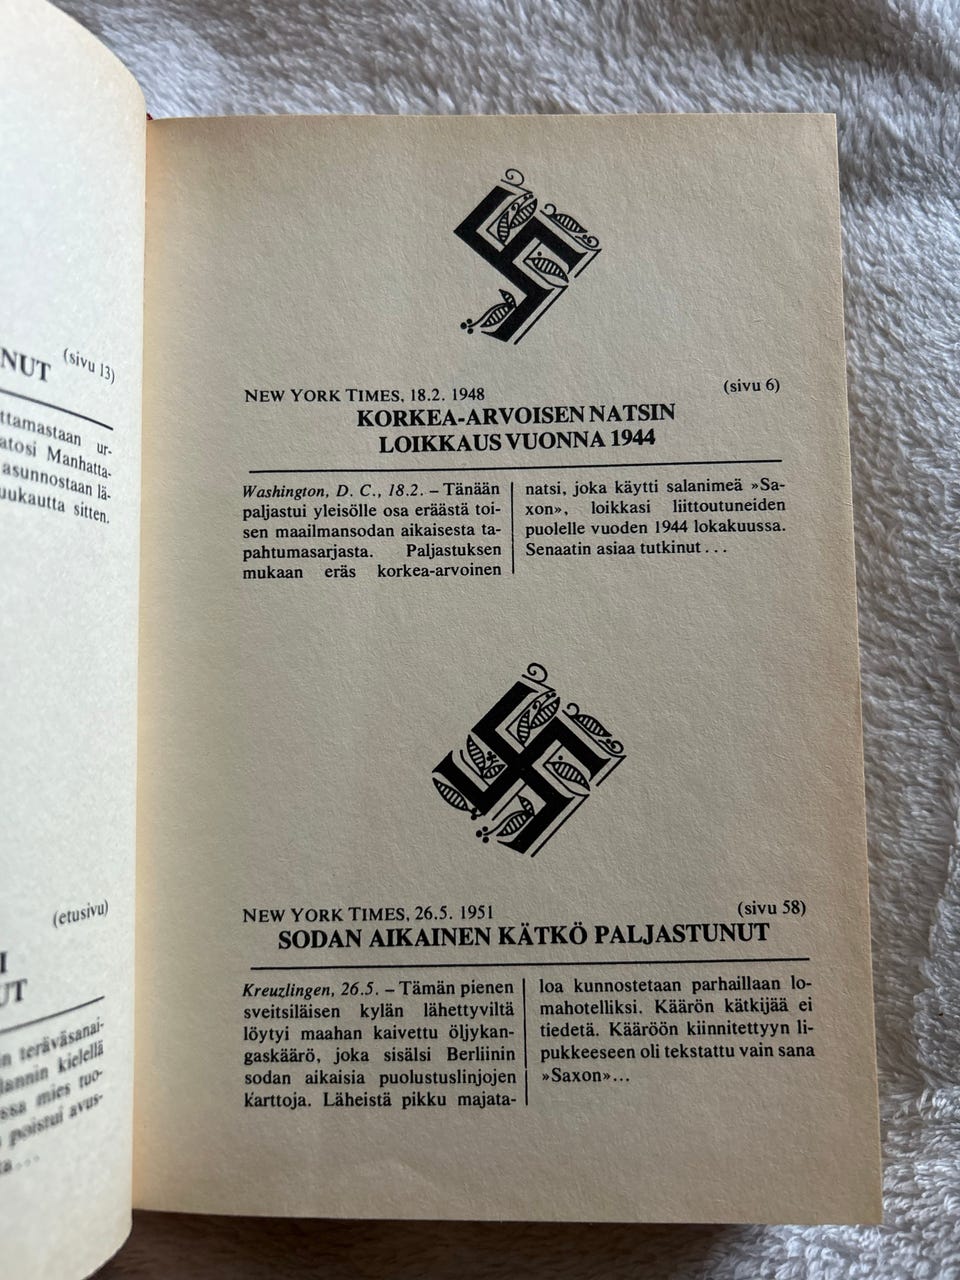 NUT
(sivu 13)
ttamastaan ur-
atosi Manhatta-
asunnostaan lä-
uukautta sitten.
(etusivu)
I
UT
in teräväsanai-
lannin kielellä
ssa mies tuo-
poistui avus-
ta...
NEW YORK TIMES, 18.2. 1948
(sivu 6)
KORKEA-ARVOISEN NATSIN
LOIKKAUS VUONNA 1944
Washington, D. C., 18.2. – Tänään
paljastui yleisölle osa eräästä toi-
sen maailmansodan aikaisesta ta-
pahtumasarjasta. Paljastuksen
mukaan eräs korkea-arvoinen
natsi, joka käytti salanimeä »Sa-
xon», loikkasi liittoutuneiden
puolelle vuoden 1944 lokakuussa.
Senaatin asiaa tutkinut...
NEW YORK TIMES, 26.5. 1951
(sivu 58)
SODAN AIKAINEN KÄTKÖ PALJASTUNUT
Kreuzlingen, 26.5. – Tämän pienen
sveitsiläisen kylän lähettyviltä
löytyi maahan kaivettu öljykan-
gaskäärö, joka sisälsi Berliinin
sodan aikaisia puolustuslinjojen
karttoja. Läheistä pikku majata-
loa kunnostetaan parhaillaan lo-
mahotelliksi. Käärön kätkijää ei
tiedetä. Kääröön kiinnitettyyn li-
pukkeeseen oli tekstattu vain sana
»Saxon»...